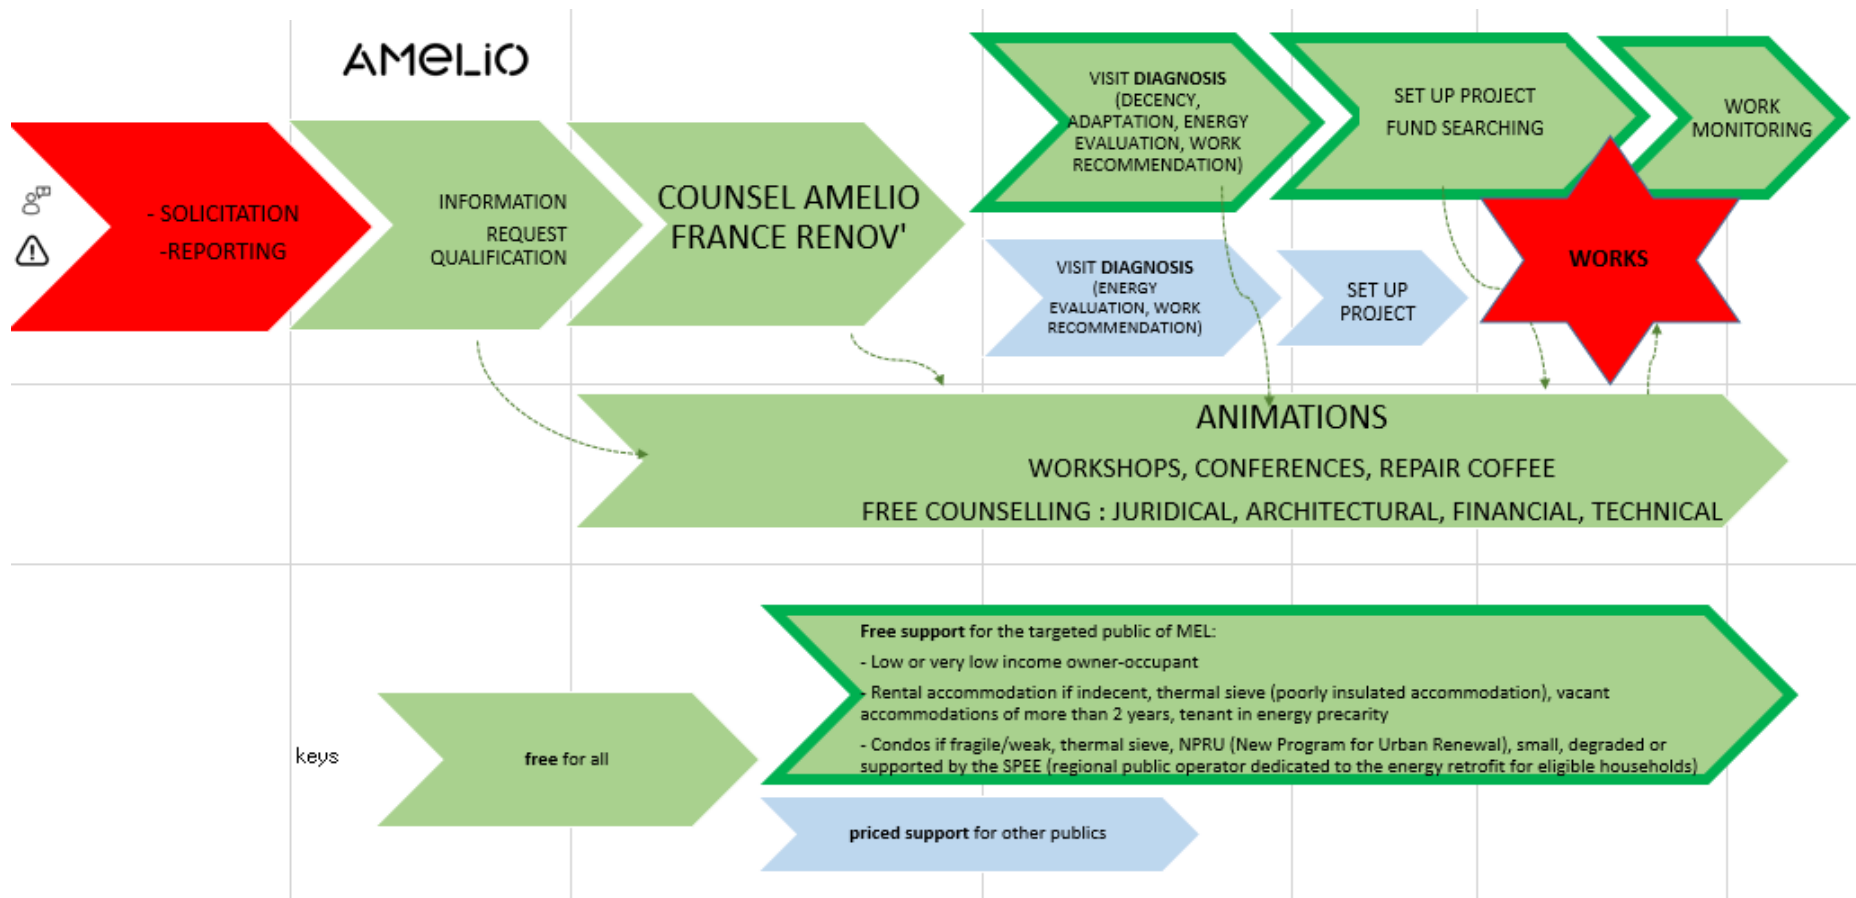 AMELIO
- SOLICITATION
-REPORTING
INFORMATION
REQUEST
QUALIFICATION
COUNSEL AMELIO
FRANCE RENOV'
VISIT DIAGNOSIS
(DECENCY,
ADAPTATION, ENERGY
EVALUATION, WORK
RECOMMENDATION)
SET UP PROJECT
FUND SEARCHING
WORK
MONITORING
VISIT DIAGNOSIS
(ENERGY
EVALUATION, WORK
RECOMMENDATION)
SET UP
PROJECT
WORKS
ANIMATIONS
WORKSHOPS, CONFERENCES, REPAIR COFFEE
FREE COUNSELLING : JURIDICAL, ARCHITECTURAL, FINANCIAL, TECHNICAL
keys
free for all
Free support for the targeted public of MEL:
- Low or very low income owner-occupant
- Rental accommodation if indecent, thermal sieve (poorly insulated accommodation), vacant
accommodations of more than 2 years, tenant in energy precarity
- Condos if fragile/weak, thermal sieve, NPRU (New Program for Urban Renewal), small, degraded or
supported by the SPEE (regional public operator dedicated to the energy retrofit for eligible households)
priced support for other publics